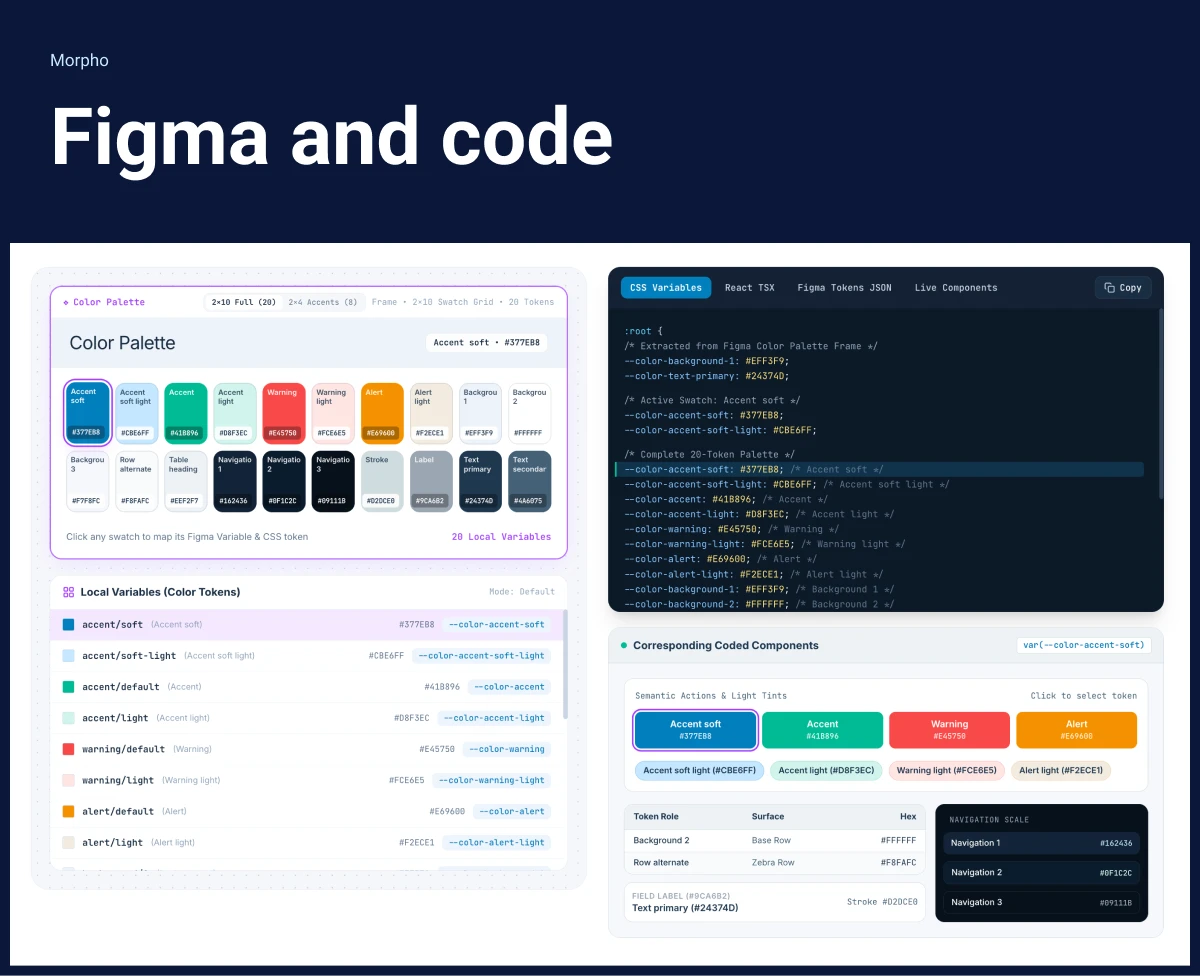 Morpho
Figma and code
Color Palette
2×10 Full (20)
2×4 Accents (8)
Frame • 2×10 Swatch Grid • 20 Tokens
Color Palette
Accent soft • #377EB8
Accent soft
#377EB8
Accent soft light
#CBE6FF
Accent
#41B896
Accent light
#D8F3EC
Warning
#E45750
Warning light
#FCE6E5
Alert
#E69600
Alert light
#F2ECE1
Backgrou 1
#EFF3F9
Backgrou 2
#FFFFFF
Backgrou 3
#F7F8FC
Row alternate
#F8FAFC
Table heading
#EEF2F7
Navigatio 1
#162436
Navigatio 2
#0F1C2C
Navigatio 3
#09111B
Stroke
#D2DCE0
Label
#9CA6B2
Text primary
#24374D
Text secondar
#4A6075
Click any swatch to map its Figma Variable & CSS token
20 Local Variables
Local Variables (Color Tokens)
Mode: Default
accent/soft (Accent soft) #377EB8 --color-accent-soft
accent/soft-light (Accent soft light) #CBE6FF --color-accent-soft-light
accent/default (Accent) #41B896 --color-accent
accent/light (Accent light) #D8F3EC --color-accent-light
warning/default (Warning) #E45750 --color-warning
warning/light (Warning light) #FCE6E5 --color-warning-light
alert/default (Alert) #E69600 --color-alert
alert/light (Alert light) #F2ECE1 --color-alert-light
CSS Variables
React TSX
Figma Tokens JSON
Live Components
Copy
:root {
/* Extracted from Figma Color Palette Frame */
--color-background-1: #EFF3F9;
--color-text-primary: #24374D;
/* Active Swatch: Accent soft */
--color-accent-soft: #377EB8;
--color-accent-soft-light: #CBE6FF;
/* Complete 20-Token Palette */
--color-accent-soft: #377EB8; /* Accent soft */
--color-accent-soft-light: #CBE6FF; /* Accent soft light */
--color-accent: #41B896; /* Accent */
--color-accent-light: #D8F3EC; /* Accent light */
--color-warning: #E45750; /* Warning */
--color-warning-light: #FCE6E5; /* Warning light */
--color-alert: #E69600; /* Alert */
--color-alert-light: #F2ECE1; /* Alert light */
--color-background-1: #EFF3F9; /* Background 1 */
--color-background-2: #FFFFFF; /* Background 2 */
Corresponding Coded Components
var(--color-accent-soft)
Semantic Actions & Light Tints
Click to select token
Accent soft
#377EB8
Accent
#41B896
Warning
#E45750
Alert
#E69600
Accent soft light (#CBE6FF)
Accent light (#D8F3EC)
Warning light (#FCE6E5)
Alert light (#F2ECE1)
Token Role Surface Hex
Background 2 Base Row #FFFFFF
Row alternate Zebra Row #F8FAFC
FIELD LABEL (#9CA6B2)
Text primary (#24374D)
Stroke #D2DCE0
NAVIGATION SCALE
Navigation 1 #162436
Navigation 2 #0F1C2C
Navigation 3 #09111B